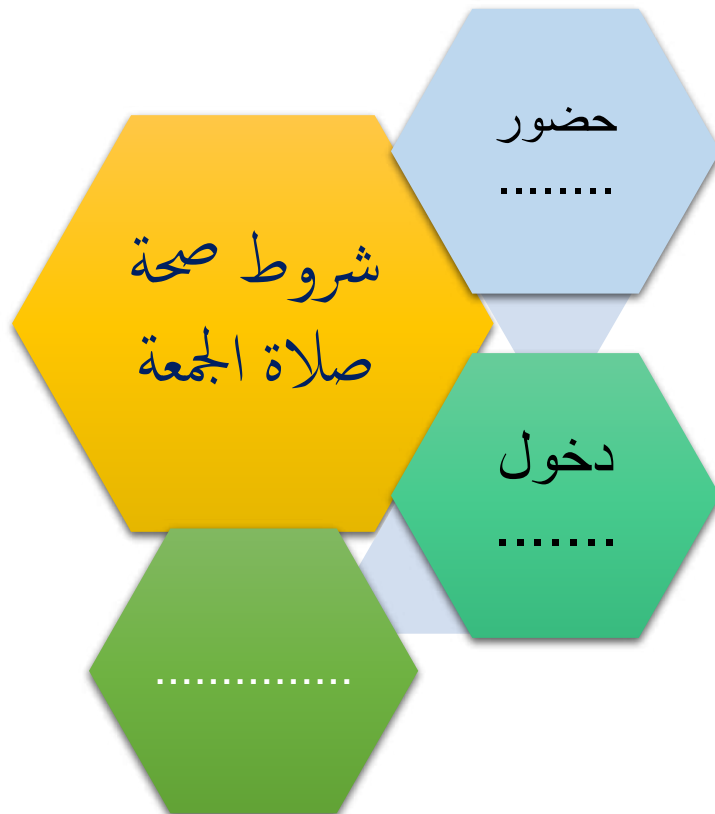 شروط صحة
صلاة الجمعة
حضور
........
دخول
.......
...............